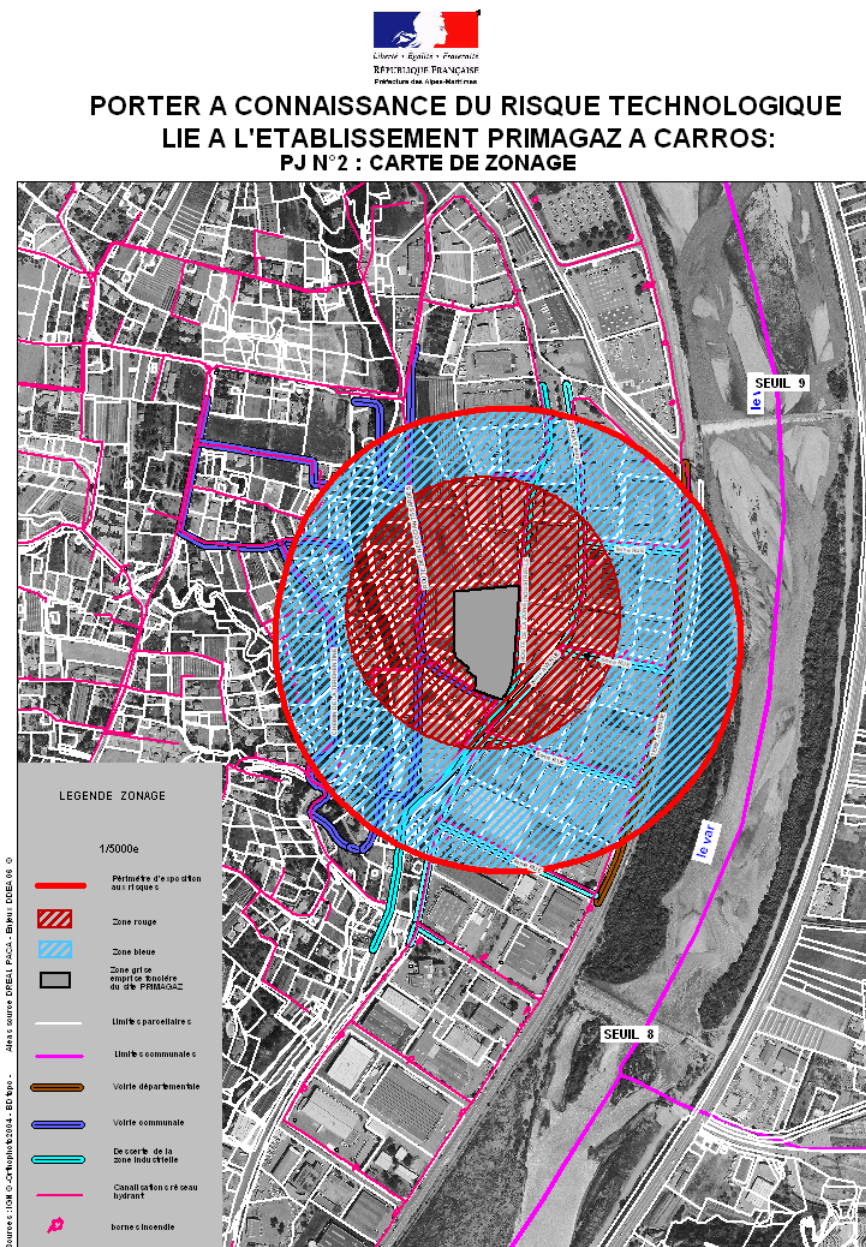 Liberté • Égalité • Fraternité
RÉPUBLIQUE FRANÇAISE
Préfecture des Alpes-Maritimes
PORTER A CONNAISSANCE DU RISQUE TECHNOLOGIQUE
LIE A L'ETABLISSEMENT PRIMAGAZ A CARROS:
PJ N°2 : CARTE DE ZONAGE
SEUIL 9
le v
le var
SEUIL 8
LEGENDE ZONAGE
1/5000e
Périmètre d'exposition
aux risques
Zone rouge
Zone bleue
Zone grise
emprise foncière
du site PRIMAGAZ
Limites parcellaires
Limites communales
Voirie départementale
Voirie communale
Desserte de la
zone industrielle
Canalisations réseau
hydrant
bornes incendie
Sources : IGN © -Orthophoto2004 - BDtopo - Aleas source DREAL PACA - Enjeux DDEA 06 ©